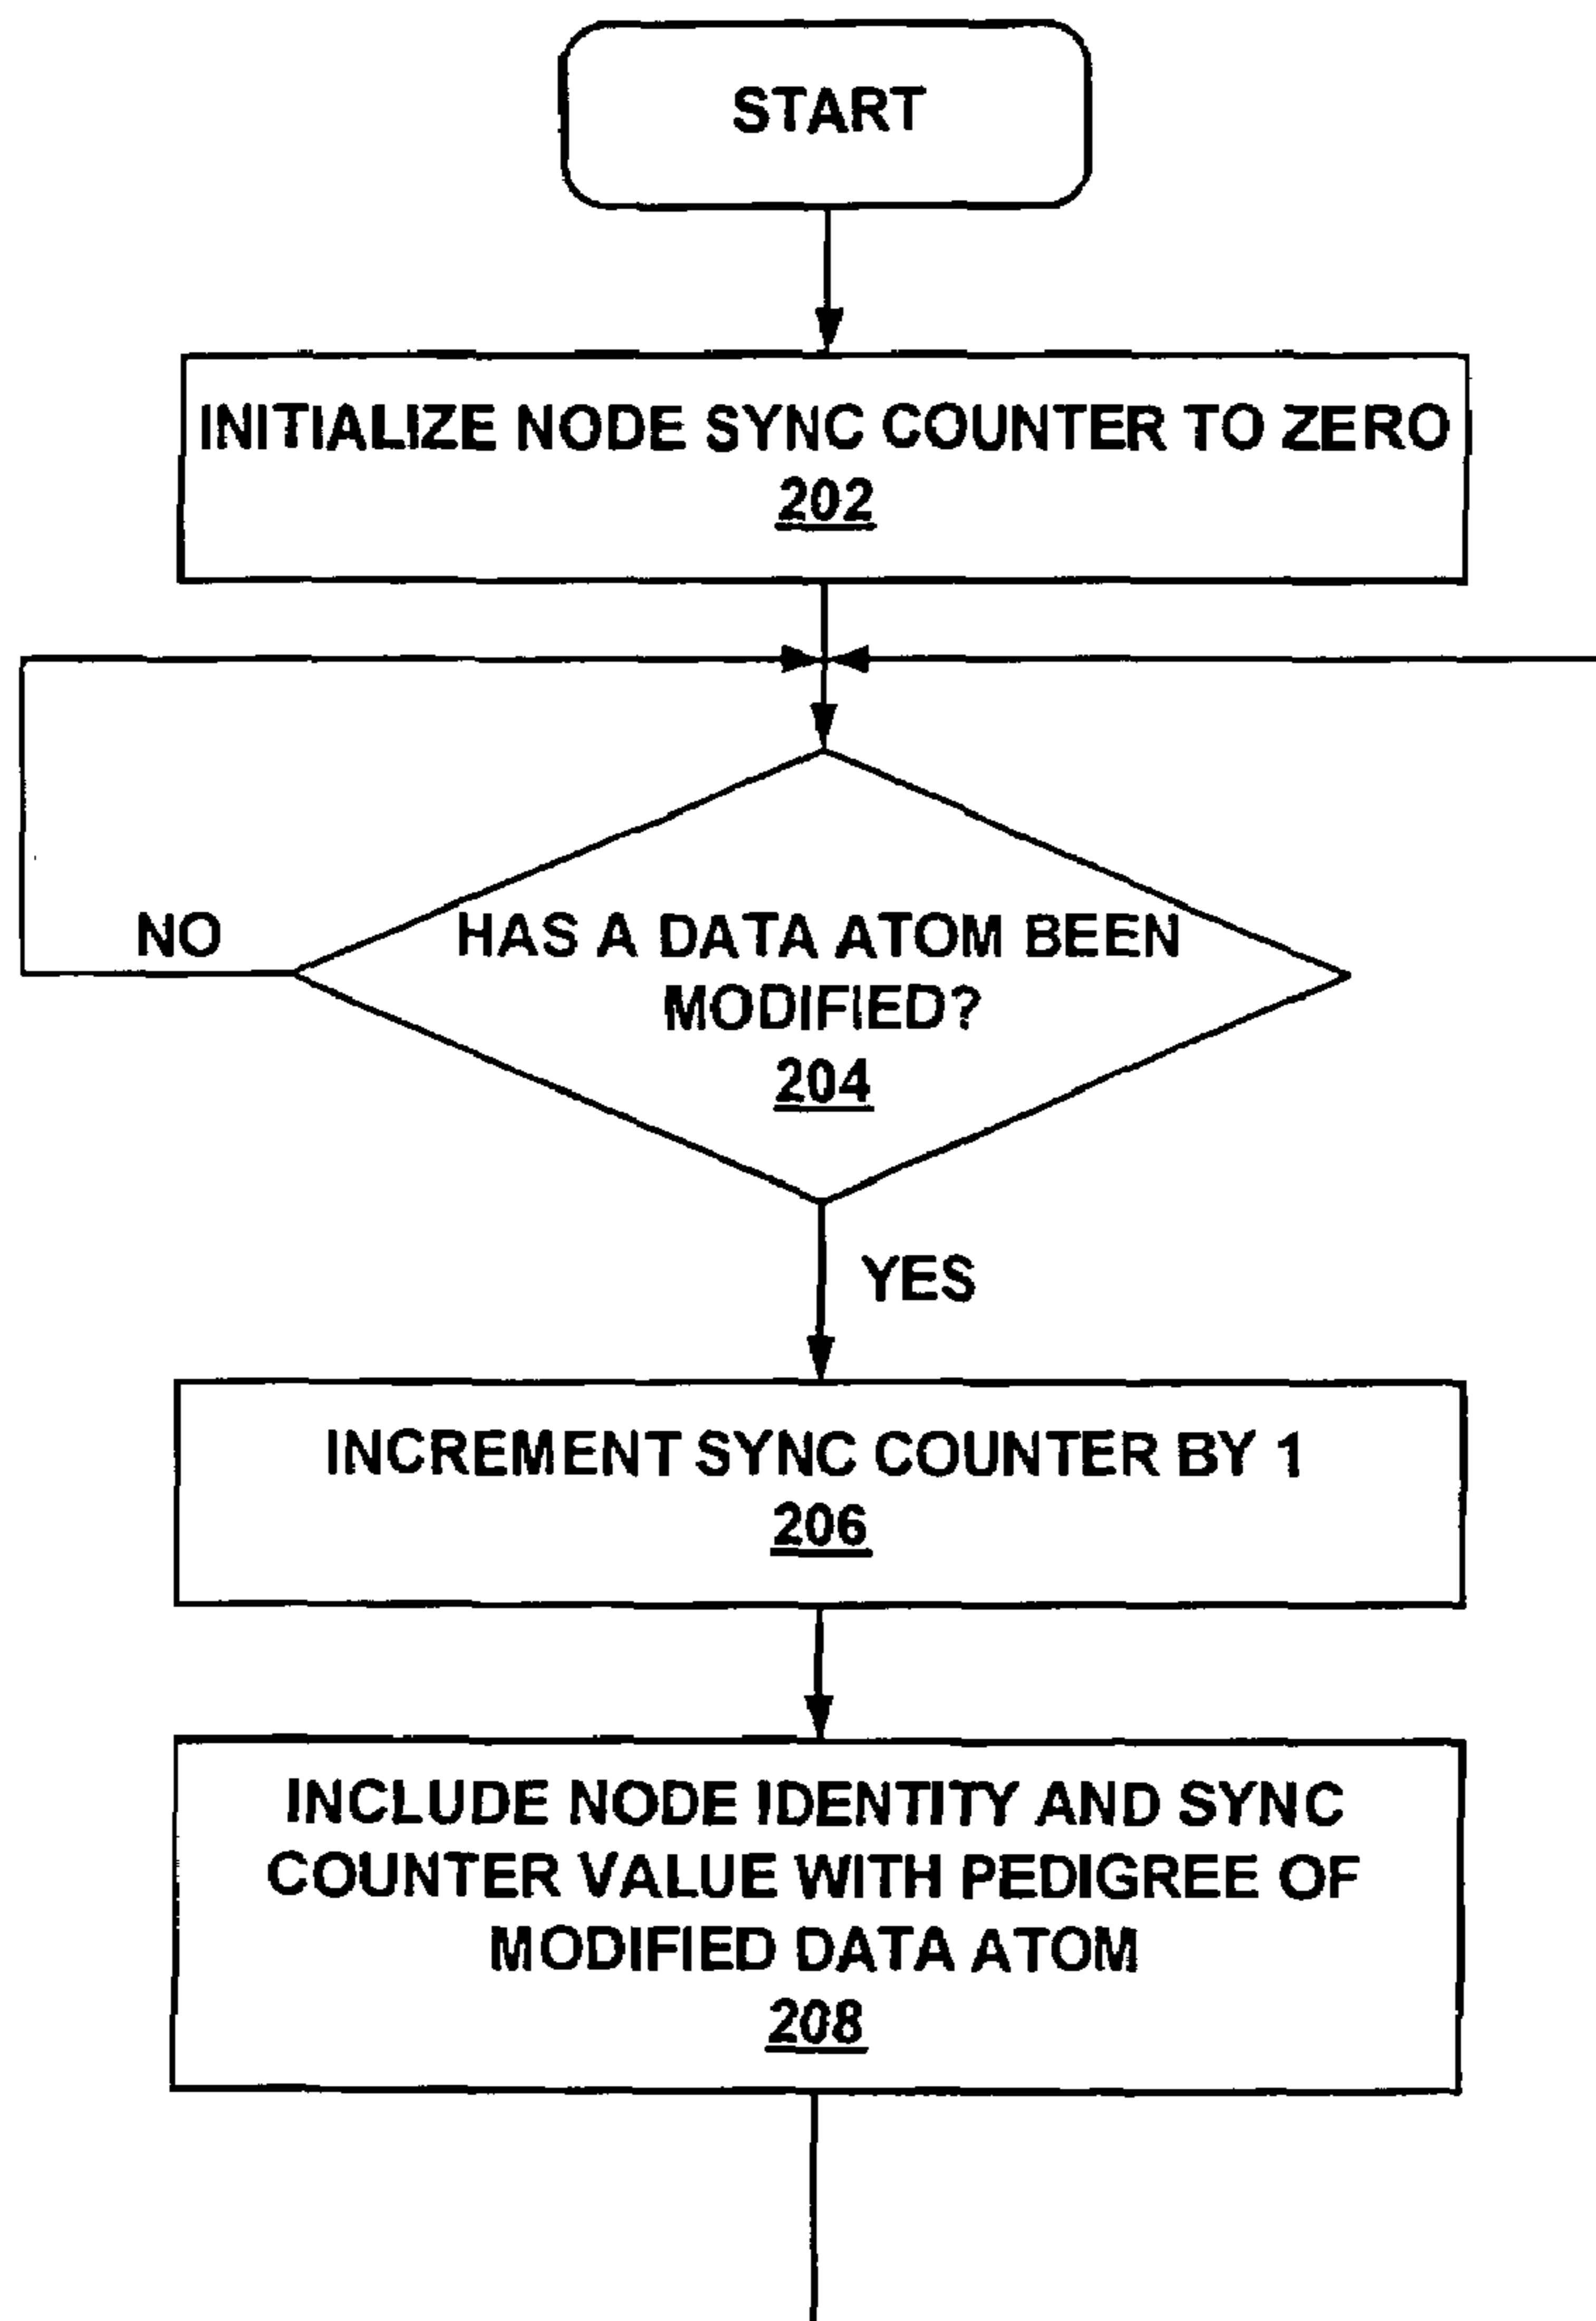 START
INITIALIZE NODE SYNC COUNTER TO ZERO
202
NO
HAS A DATA ATOM BEEN
MODIFIED?
204
YES
INCREMENT SYNC COUNTER BY 1
206
INCLUDE NODE IDENTITY AND SYNC
COUNTER VALUE WITH PEDIGREE OF
MODIFIED DATA ATOM
208